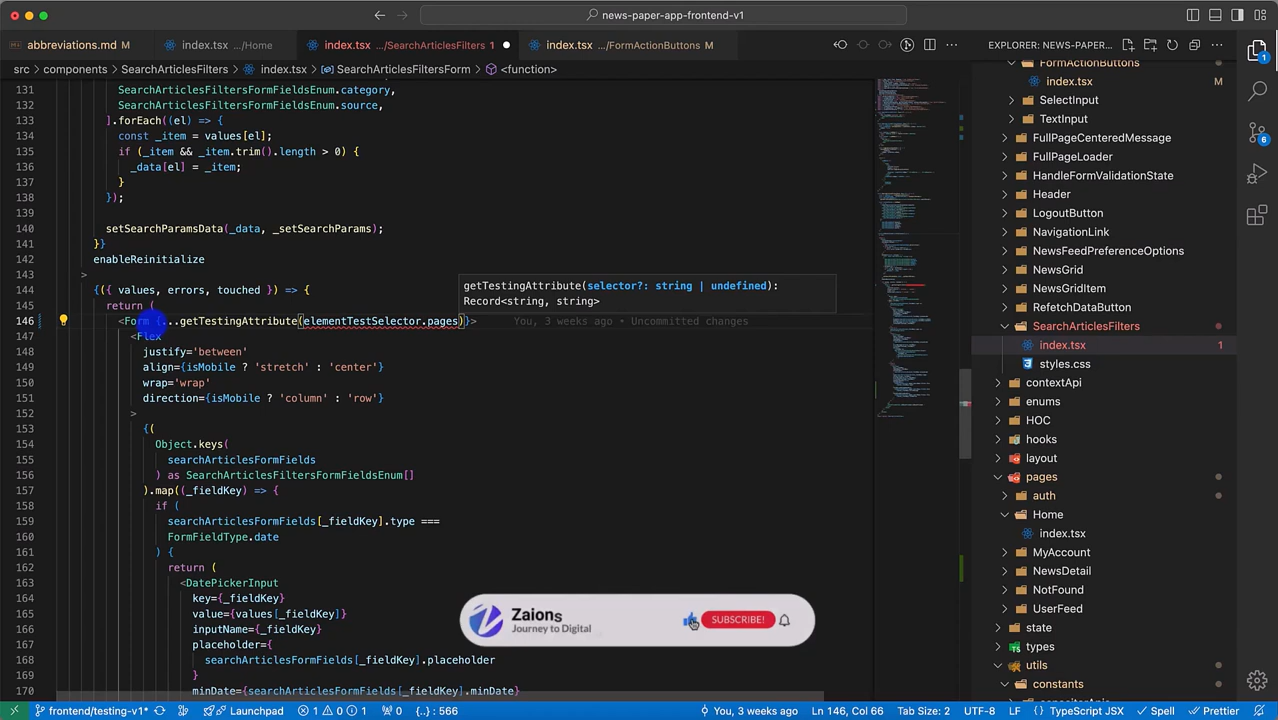 news-paper-app-frontend-v1
abbreviations.md M
index.tsx .../Home
index.tsx .../SearchArticlesFilters 1
index.tsx .../FormActionButtons M
EXPLORER: NEWS-PAPER-...
src > components > SearchArticlesFilters > index.tsx > SearchArticlesFiltersForm > <function>
131 SearchArticlesFiltersFormFieldsEnum.category,
132 SearchArticlesFiltersFormFieldsEnum.source,
133 ].forEach((el) => {
134 const _item = _values[el];
135 if (_item && _item.trim().length > 0) {
136 _data[el] = _item;
137 }
138 });
139
140 setSearchParams(_data, _setSearchParams);
141 }}
142 enableReinitialize
143 >
144 {({ values, errors, touched }) => {
145 return (
146 <Form {...getTestingAttribute(elementTestSelector.pages)}> You, 3 weeks ago • Uncommitted changes
getTestingAttribute(selector?: string | undefined):
Record<string, string>
147 <Flex
148 justify='between'
149 align={isMobile ? 'stretch' : 'center'}
150 wrap='wrap'
151 direction={isMobile ? 'column' : 'row'}
152 >
153 {(
154 Object.keys(
155 searchArticlesFormFields
156 ) as SearchArticlesFiltersFormFieldsEnum[]
157 ).map((_fieldKey) => {
158 if (
159 searchArticlesFormFields[_fieldKey].type ===
160 FormFieldType.date
161 ) {
162 return (
163 <DatePickerInput
164 key={_fieldKey}
165 value={values[_fieldKey]}
166 inputName={_fieldKey}
167 placeholder={
168 searchArticlesFormFields[_fieldKey].placeholder
169 }
170 minDate={searchArticlesFormFields[_fieldKey].minDate}
FormActionButtons
index.tsx M
SelectInput
TextInput
FullPageCenteredMessage
FullPageLoader
HandleFormValidationState
Header
LogoutButton
NavigationLink
NewsFeedPreferenceOptions
NewsGrid
NewsGridItem
RefetchDataButton
SearchArticlesFilters
index.tsx 1
styles.css
contextApi
enums
HOC
hooks
layout
pages
auth
Home
index.tsx
MyAccount
NewsDetail
NotFound
UserFeed
state
types
utils
constants
1
6
Zaions
Journey to Digital
SUBSCRIBE!
frontend/testing-v1* Launchpad 1 0 1 0 {..} : 566 You, 3 weeks ago Ln 146, Col 66 Tab Size: 2 UTF-8 LF TypeScript JSX Spell Prettier